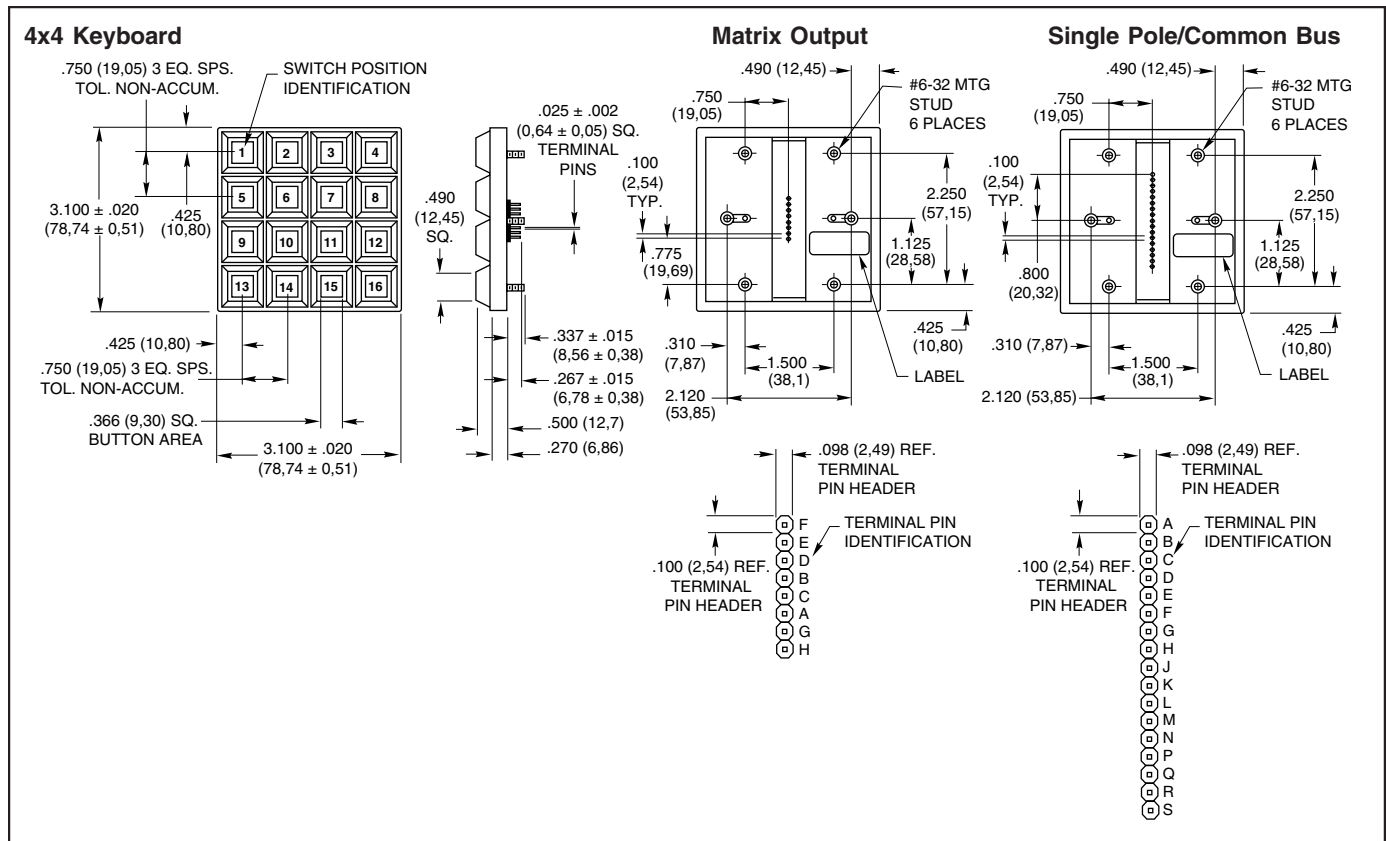 4x4 Keyboard
.750 (19,05) 3 EQ. SPS.
TOL. NON-ACCUM.
SWITCH POSITION
IDENTIFICATION
1 2 3 4
5 6 7 8
9 10 11 12
13 14 15 16
3.100 ± .020
(78,74 ± 0,51)
.425
(10,80)
.425 (10,80)
.750 (19,05) 3 EQ. SPS.
TOL. NON-ACCUM.
.366 (9,30) SQ.
BUTTON AREA
3.100 ± .020
(78,74 ± 0,51)
.025 ± .002
(0,64 ± 0,05) SQ.
TERMINAL
PINS
.490
(12,45)
SQ.
.337 ± .015
(8,56 ± 0,38)
.267 ± .015
(6,78 ± 0,38)
.500 (12,7)
.270 (6,86)
Matrix Output
.490 (12,45)
.750
(19,05)
#6-32 MTG
STUD
6 PLACES
.100
(2,54)
TYP.
2.250
(57,15)
1.125
(28,58)
.775
(19,69)
.425
(10,80)
.310
(7,87)
1.500
(38,1)
LABEL
2.120
(53,85)
.098 (2,49) REF.
TERMINAL
PIN HEADER
TERMINAL PIN
IDENTIFICATION
.100 (2,54) REF.
TERMINAL
PIN HEADER
F
E
D
B
C
A
G
H
Single Pole/Common Bus
.490 (12,45)
.750
(19,05)
#6-32 MTG
STUD
6 PLACES
.100
(2,54)
TYP.
2.250
(57,15)
1.125
(28,58)
.800
(20,32)
.425
(10,80)
.310 (7,87)
1.500
(38,1)
LABEL
2.120 (53,85)
.098 (2,49) REF.
TERMINAL
PIN HEADER
TERMINAL PIN
IDENTIFICATION
.100 (2,54) REF.
TERMINAL
PIN HEADER
A
B
C
D
E
F
G
H
J
K
L
M
N
P
Q
R
S